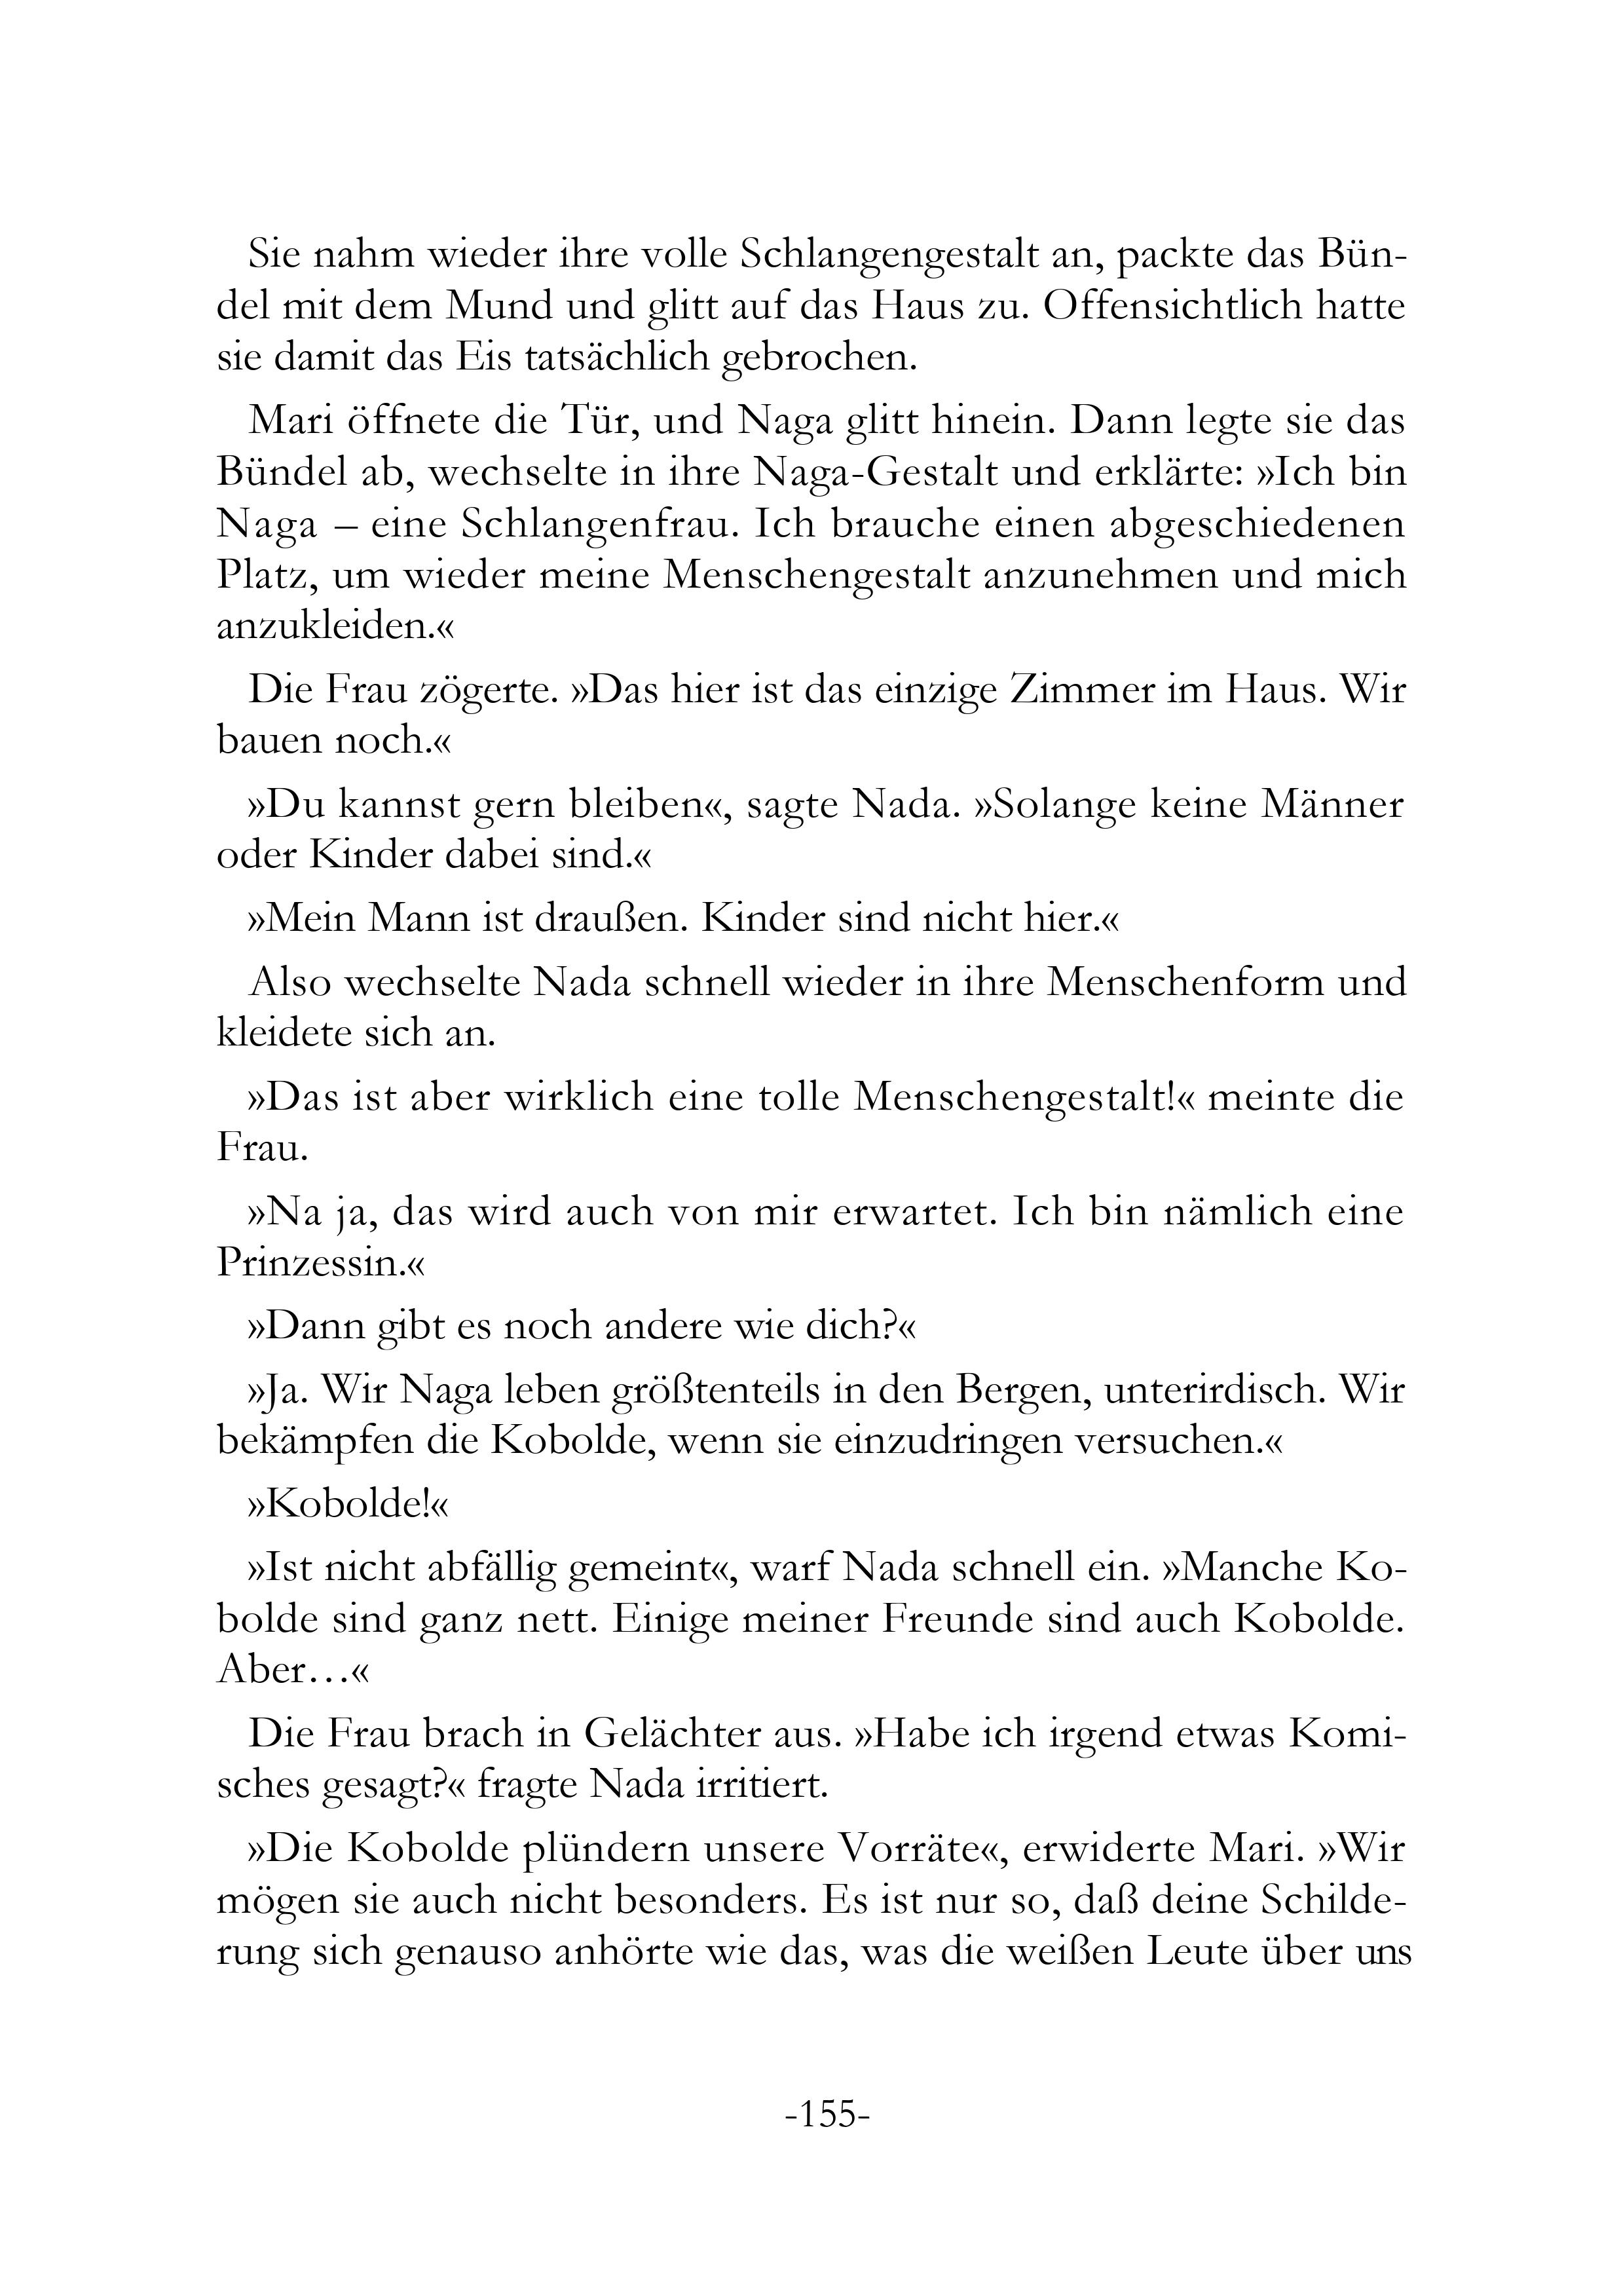 Sie nahm wieder ihre volle Schlangengestalt an, packte das Bün-
del mit dem Mund und glitt auf das Haus zu. Offensichtlich hatte
sie damit das Eis tatsächlich gebrochen.
Mari öffnete die Tür, und Naga glitt hinein. Dann legte sie das
Bündel ab, wechselte in ihre Naga-Gestalt und erklärte: »Ich bin
Naga – eine Schlangenfrau. Ich brauche einen abgeschiedenen
Platz, um wieder meine Menschengestalt anzunehmen und mich
anzukleiden.«
Die Frau zögerte. »Das hier ist das einzige Zimmer im Haus. Wir
bauen noch.«
»Du kannst gern bleiben«, sagte Nada. »Solange keine Männer
oder Kinder dabei sind.«
»Mein Mann ist draußen. Kinder sind nicht hier.«
Also wechselte Nada schnell wieder in ihre Menschenform und
kleidete sich an.
»Das ist aber wirklich eine tolle Menschengestalt!« meinte die
Frau.
»Na ja, das wird auch von mir erwartet. Ich bin nämlich eine
Prinzessin.«
»Dann gibt es noch andere wie dich?«
»Ja. Wir Naga leben größtenteils in den Bergen, unterirdisch. Wir
bekämpfen die Kobolde, wenn sie einzudringen versuchen.«
»Kobolde!«
»Ist nicht abfällig gemeint«, warf Nada schnell ein. »Manche Ko-
bolde sind ganz nett. Einige meiner Freunde sind auch Kobolde.
Aber…«
Die Frau brach in Gelächter aus. »Habe ich irgend etwas Komi-
sches gesagt?« fragte Nada irritiert.
»Die Kobolde plündern unsere Vorräte«, erwiderte Mari. »Wir
mögen sie auch nicht besonders. Es ist nur so, daß deine Schilde-
rung sich genauso anhörte wie das, was die weißen Leute über uns
-155-